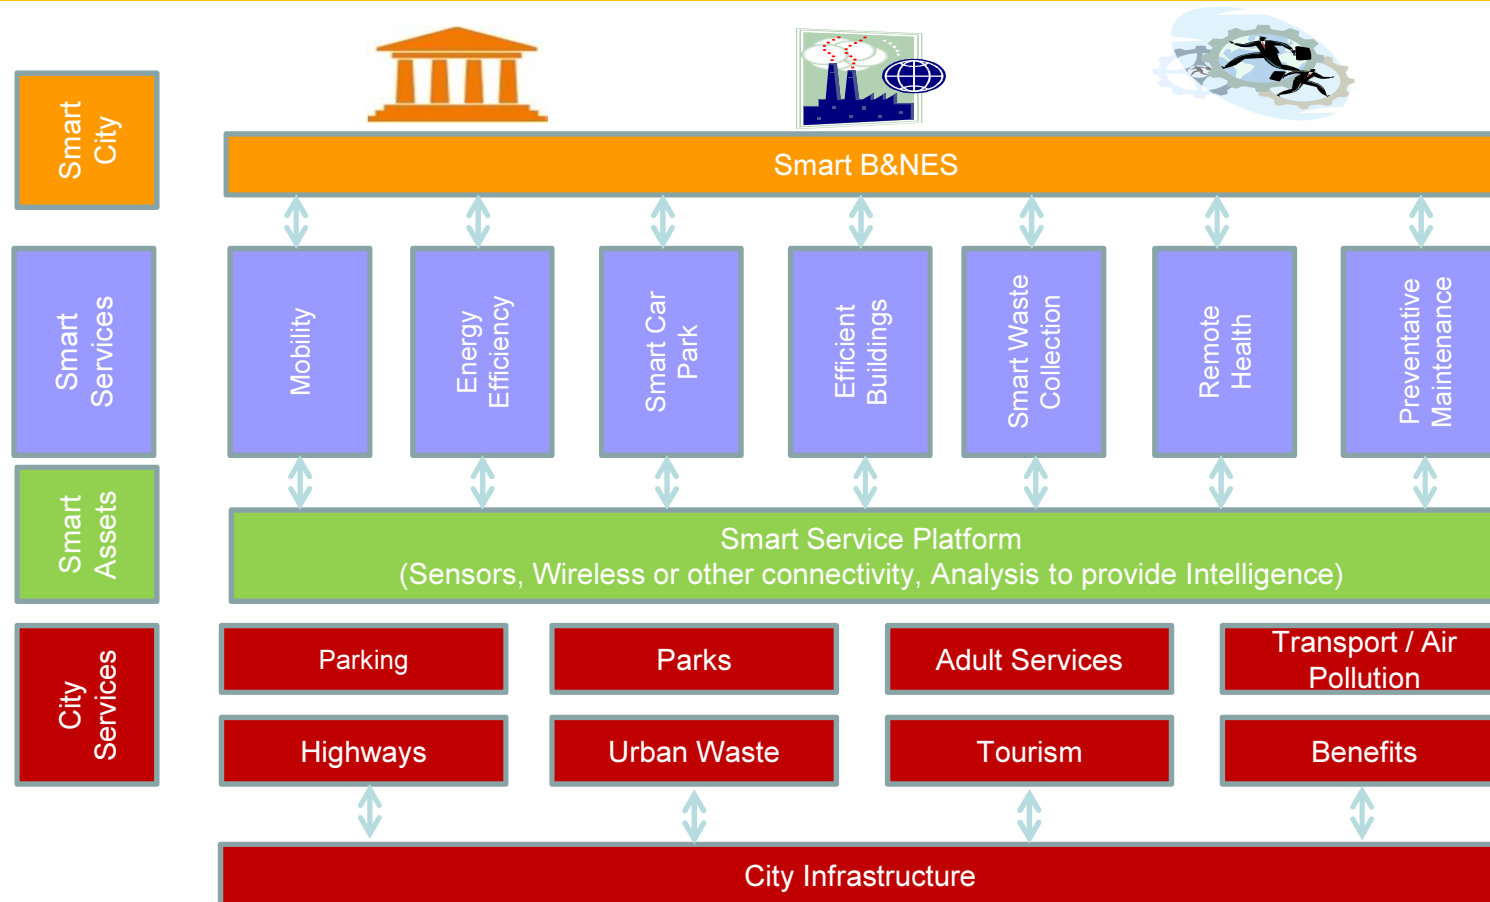 Smart
City
Smart B&NES
Smart
Services
Mobility
Energy
Efficiency
Smart Car
Park
Efficient
Buildings
Smart Waste
Collection
Remote
Health
Preventative
Maintenance
Smart
Assets
Smart Service Platform
(Sensors, Wireless or other connectivity, Analysis to provide Intelligence)
City
Services
Parking
Parks
Adult Services
Transport / Air
Pollution
Highways
Urban Waste
Tourism
Benefits
City Infrastructure